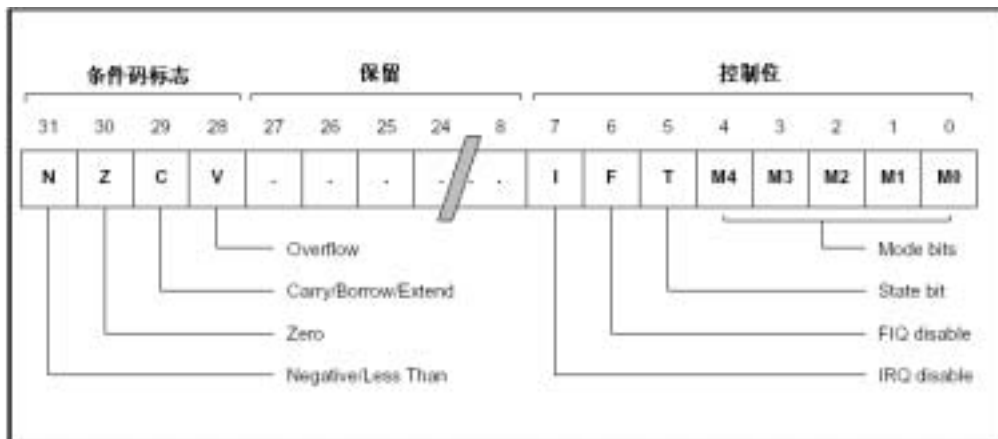 条件码标志 保留 控制位
31 30 29 28 27 26 25 24 8 7 6 5 4 3 2 1 0
N Z C V . . . . . I F T M4 M3 M2 M1 M0
Overflow Mode bits
Carry/Borrow/Extend State bit
Zero FIQ disable
Negative/Less Than IRQ disable